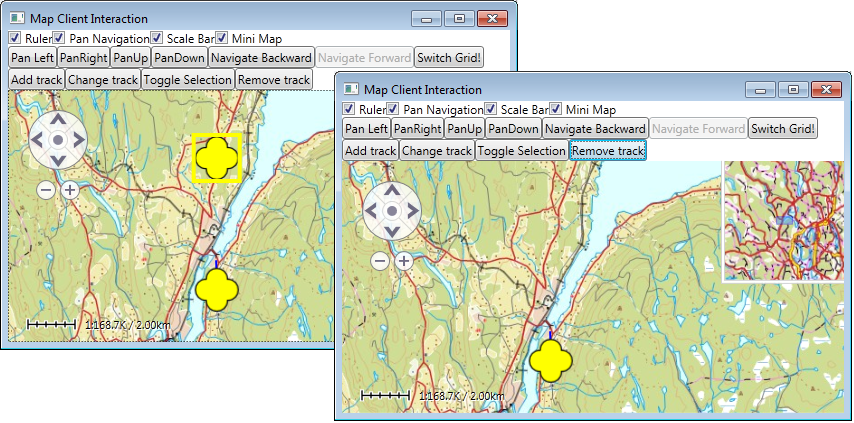 Map Client Interaction
Ruler Pan Navigation Scale Bar Mini Map
Pan Left PanRight PanUp PanDown Navigate Backward Navigate Forward Switch Grid!
Add track Change track Toggle Selection Remove track
1:168.7K / 2.00km
Map Client Interaction
Ruler Pan Navigation Scale Bar Mini Map
Pan Left PanRight PanUp PanDown Navigate Backward Navigate Forward Switch Grid!
Add track Change track Toggle Selection Remove track
1:168.7K / 2.00km